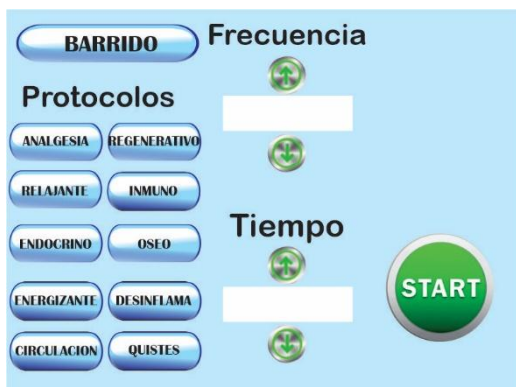 BARRIDO
Frecuencia
Protocolos
ANALGESIA
REGENERATIVO
RELAJANTE
INMUNO
ENDOCRINO
OSEO
ENERGIZANTE
DESINFLAMA
CIRCULACION
QUISTES
Tiempo
START